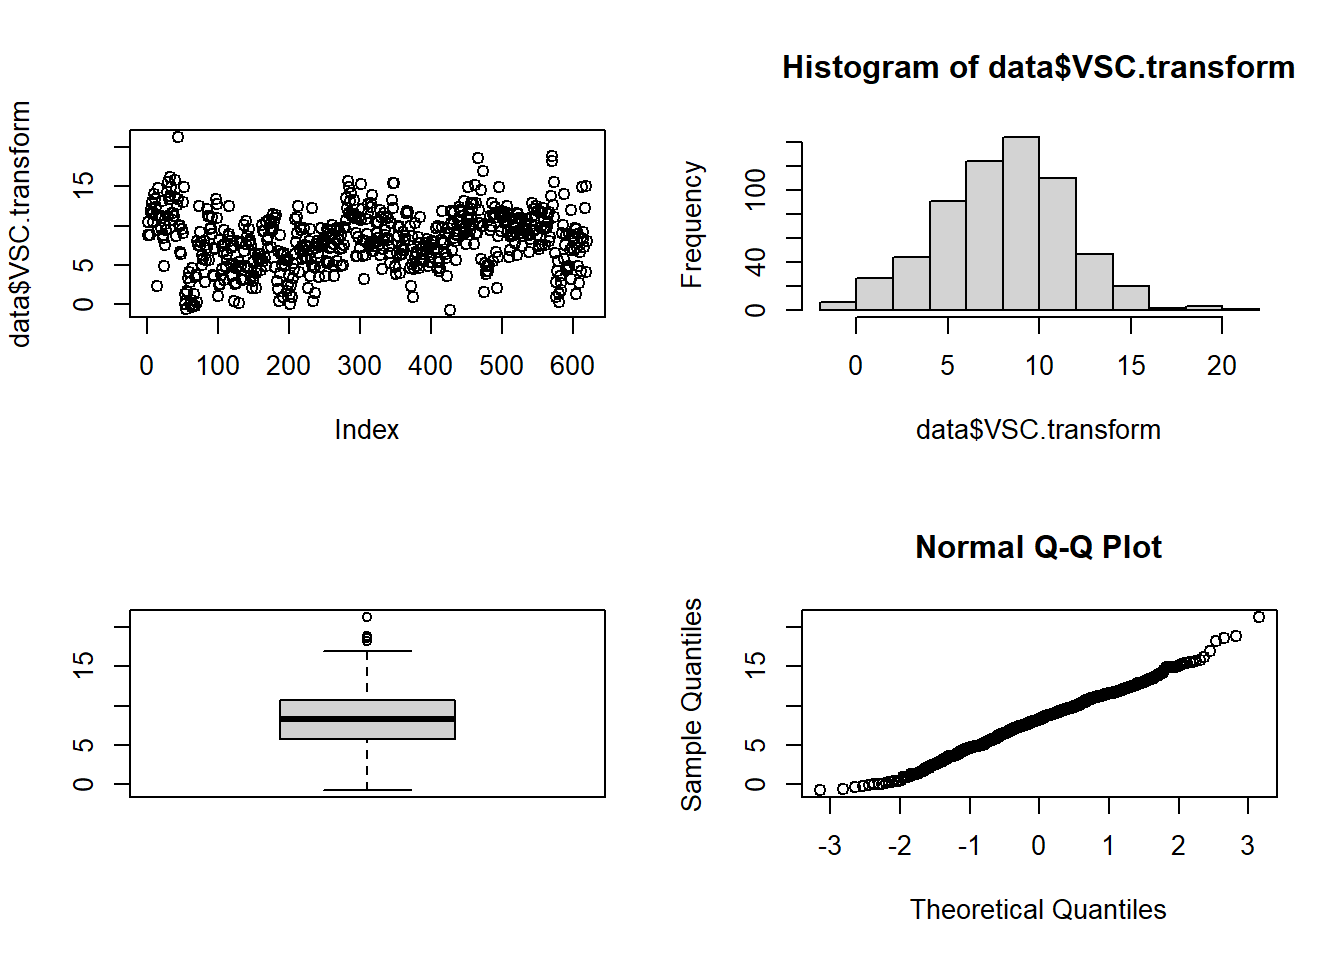 data$VSC.transform
15
5
0
0 100 200 300 400 500 600
Index
Histogram of data$VSC.transform
Frequency
100
40
0
0 5 10 15 20
data$VSC.transform
15
5
0
Normal Q-Q Plot
Sample Quantiles
15
5
0
-3 -2 -1 0 1 2 3
Theoretical Quantiles